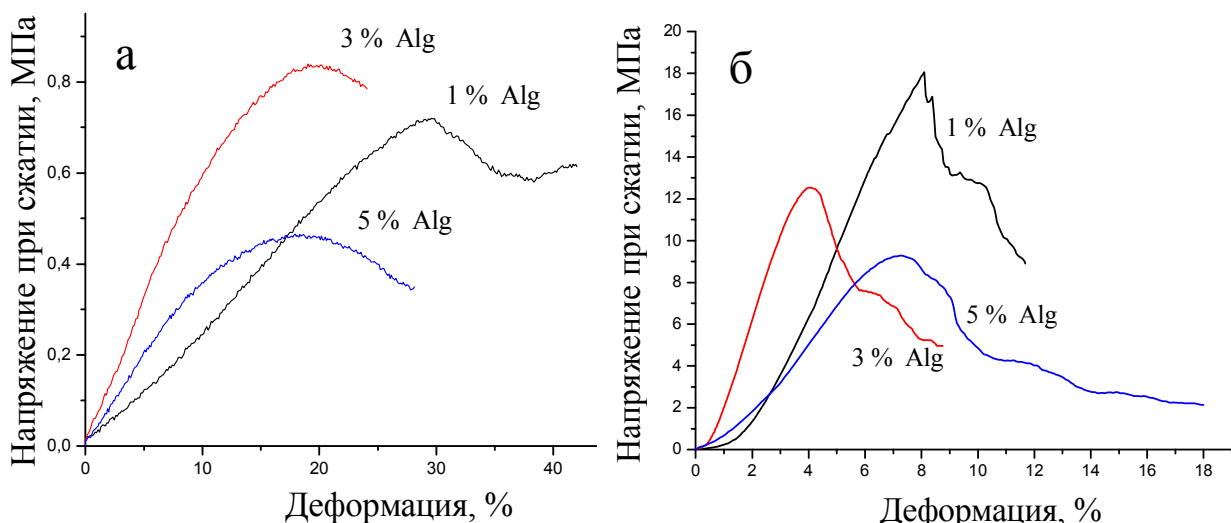 а
Напряжение при сжатии, МПа
0,8
0,6
0,4
0,2
0,0
3 % Alg
1 % Alg
5 % Alg
0
10
20
30
40
Деформация, %
б
Напряжение при сжатии, МПа
20
18
16
14
12
10
8
6
4
2
0
1 % Alg
5 % Alg
3 % Alg
0
2
4
6
8
10
12
14
16
18
Деформация, %